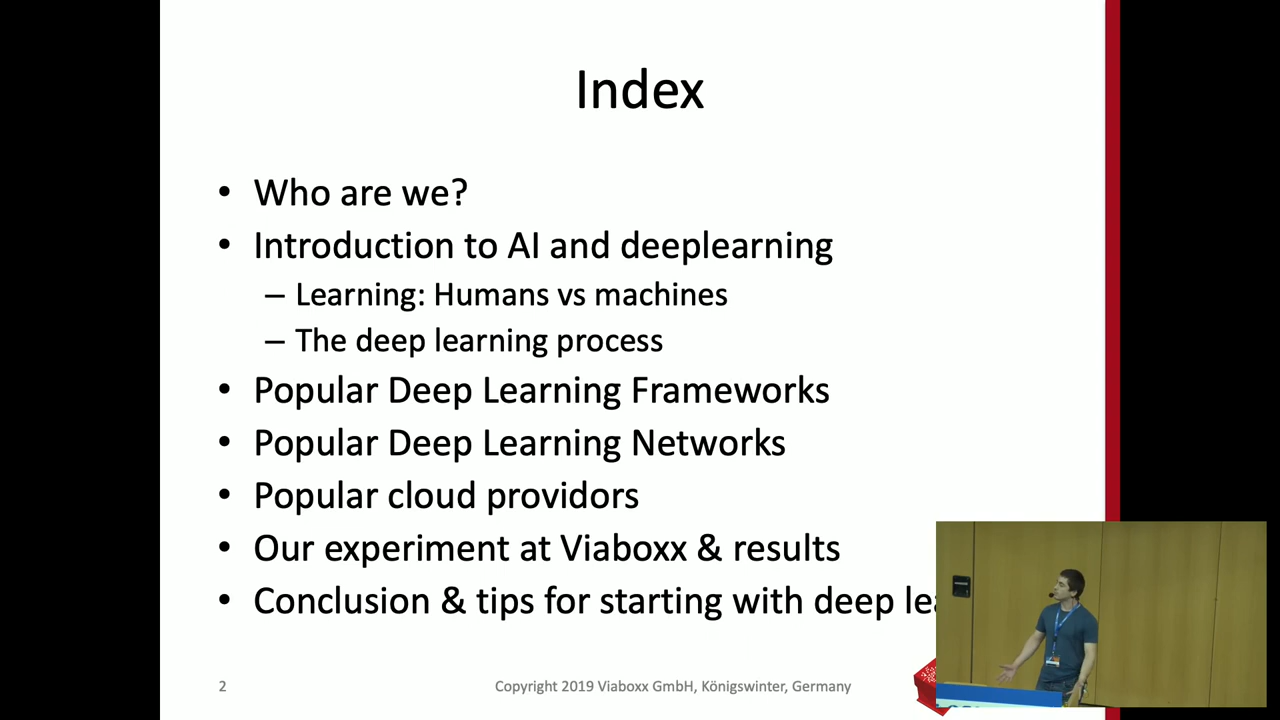 Index
• Who are we?
• Introduction to AI and deeplearning
– Learning: Humans vs machines
– The deep learning process
• Popular Deep Learning Frameworks
• Popular Deep Learning Networks
• Popular cloud providors
• Our experiment at Viaboxx & results
• Conclusion & tips for starting with deep
2
Copyright 2019 Viaboxx GmbH, Königswinter, Germany